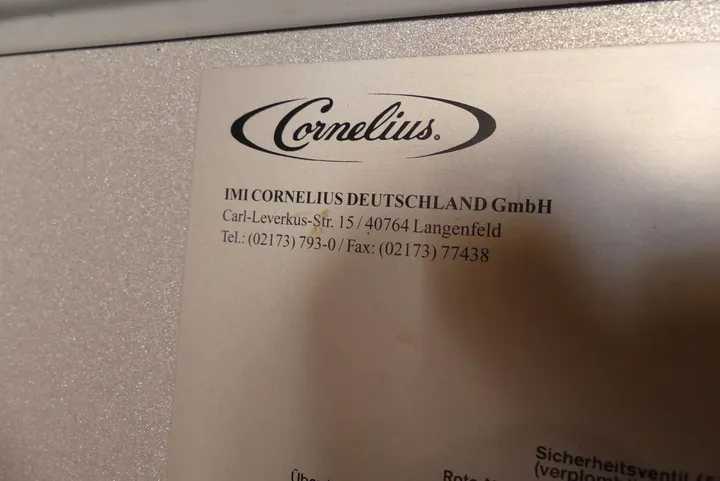 Cornelius®
IMI CORNELIUS DEUTSCHLAND GmbH
Carl-Leverkus-Str. 15 / 40764 Langenfeld
Tel.: (02173) 793-0 / Fax: (02173) 77438
Sicherheitsventil